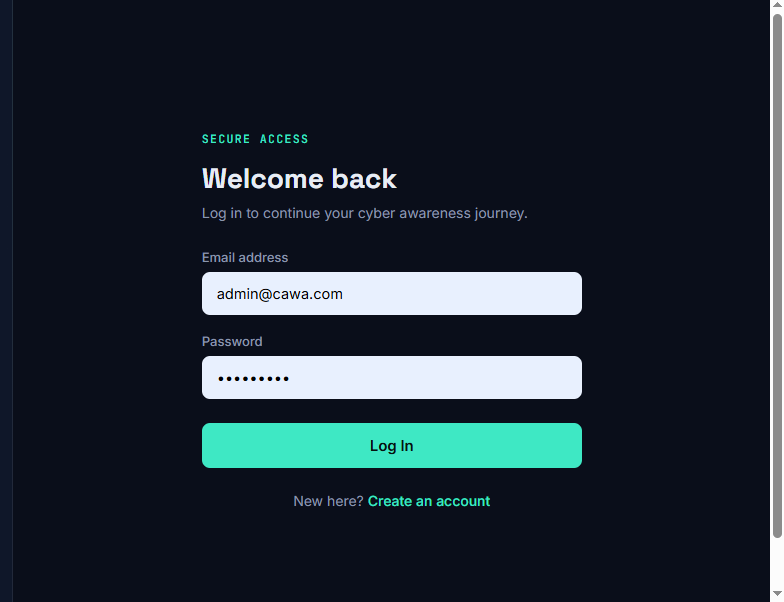 SECURE ACCESS
Welcome back
Log in to continue your cyber awareness journey.
Email address
admin@cawa.com
Password
•••••••••
Log In
New here? Create an account